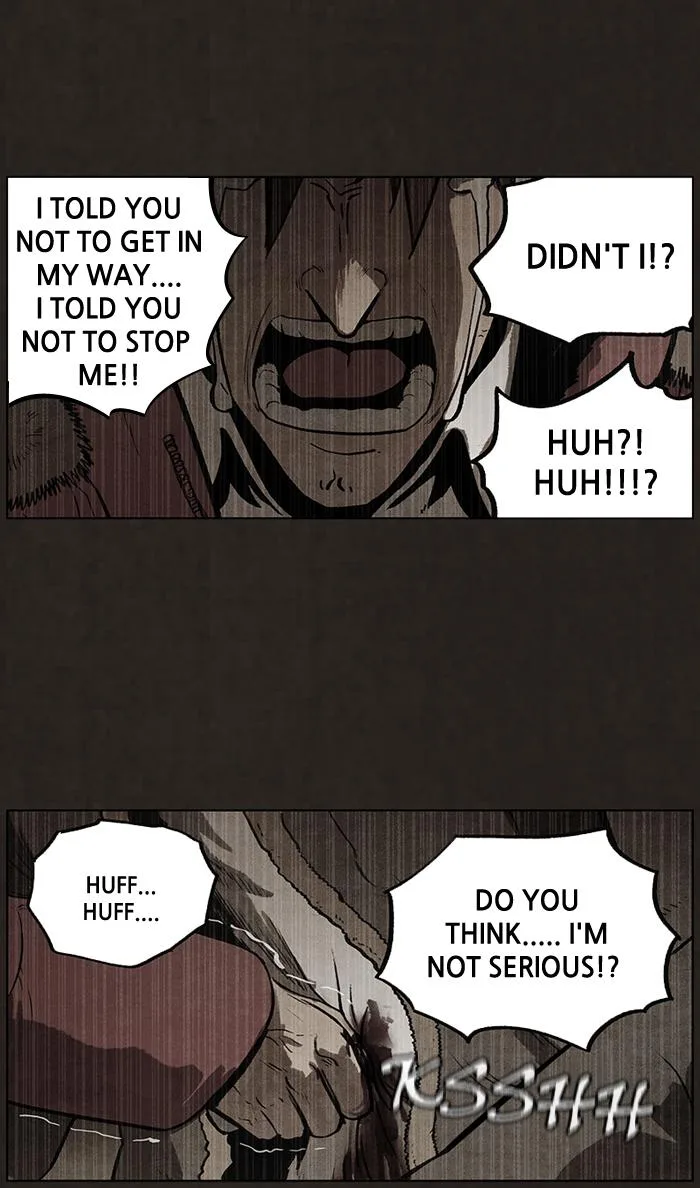 I TOLD YOU
NOT TO GET IN
MY WAY....
I TOLD YOU
NOT TO STOP
ME!!
DIDN'T I!?
HUH?!
HUH!!!?
HUFF...
HUFF....
DO YOU
THINK..... I'M
NOT SERIOUS!?
KSSHH